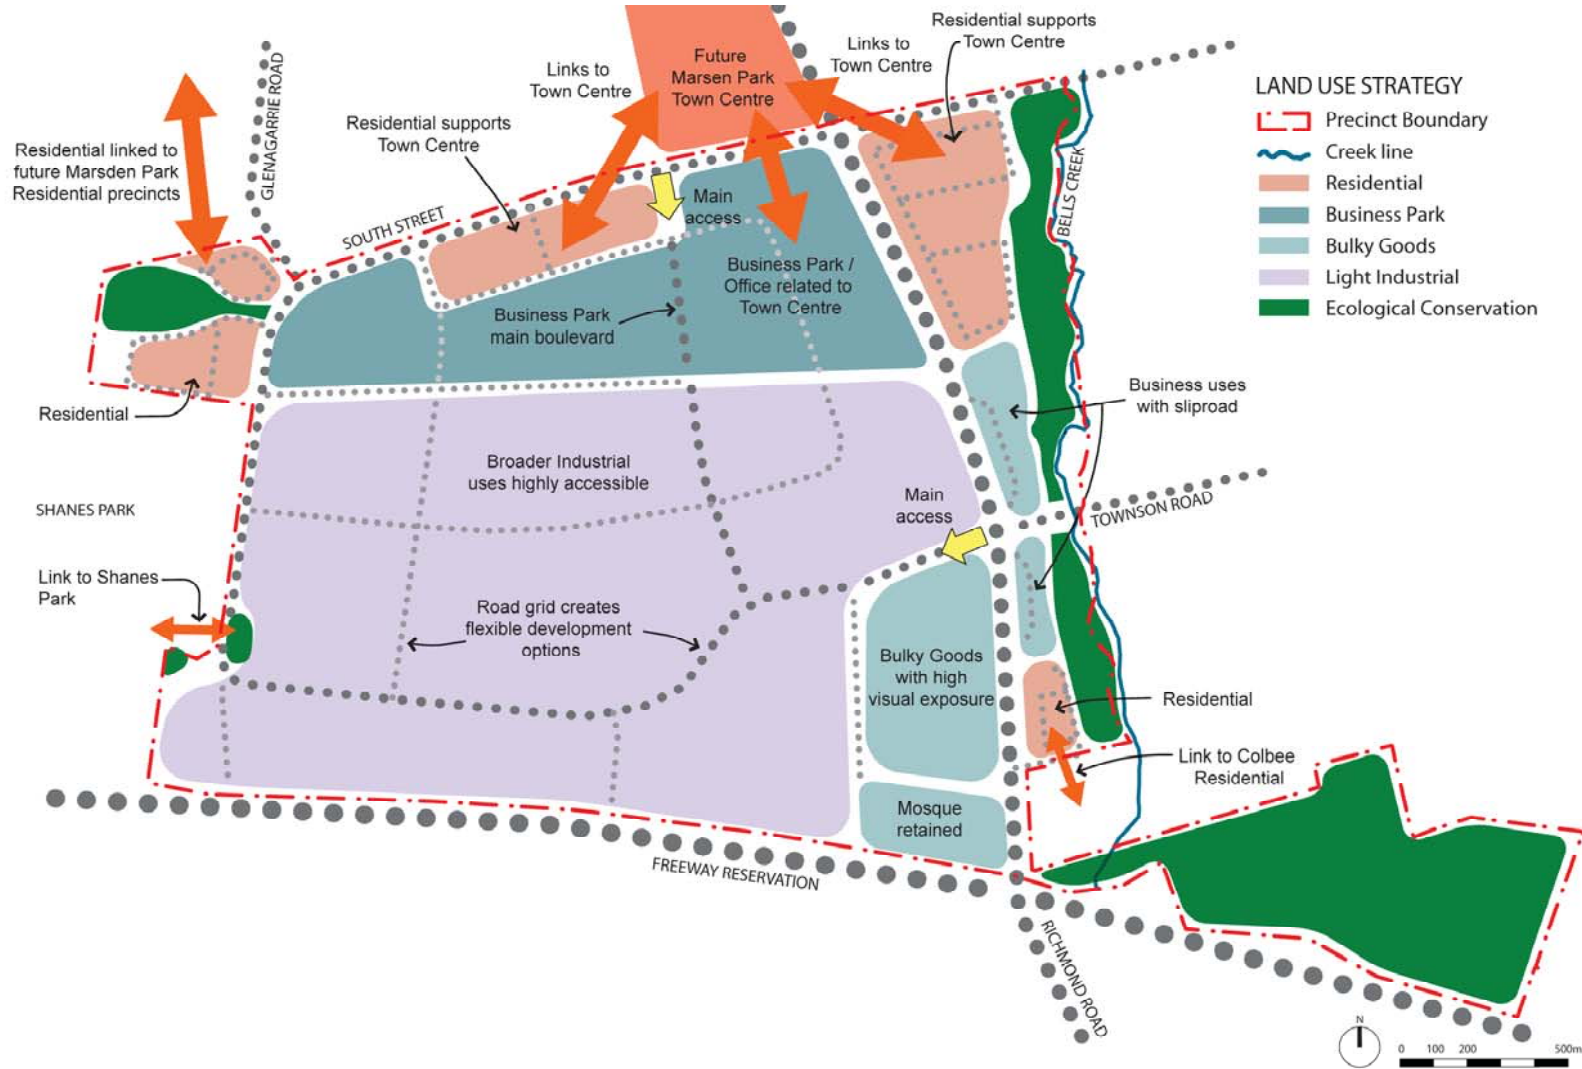 Residential supports
Town Centre
Links to
Town Centre
Future
Marsen Park
Town Centre
Links to
Town Centre
GLENAGARRIE ROAD
Residential supports
Town Centre
Residential linked to
future Marsden Park
Residential precincts
SOUTH STREET
Main
access
BELLS CREEK
LAND USE STRATEGY
Precinct Boundary
Creek line
Residential
Business Park
Bulky Goods
Light Industrial
Ecological Conservation
Business Park /
Office related to
Town Centre
Business Park
main boulevard
Residential
Business uses
with sliproad
Broader Industrial
uses highly accessible
Main
access
SHANES PARK
TOWNSON ROAD
Link to Shanes
Park
Road grid creates
flexible development
options
Bulky Goods
with high
visual exposure
Residential
Link to Colbee
Residential
Mosque
retained
FREEWAY RESERVATION
RICHMOND ROAD
N
0 100 200 500m